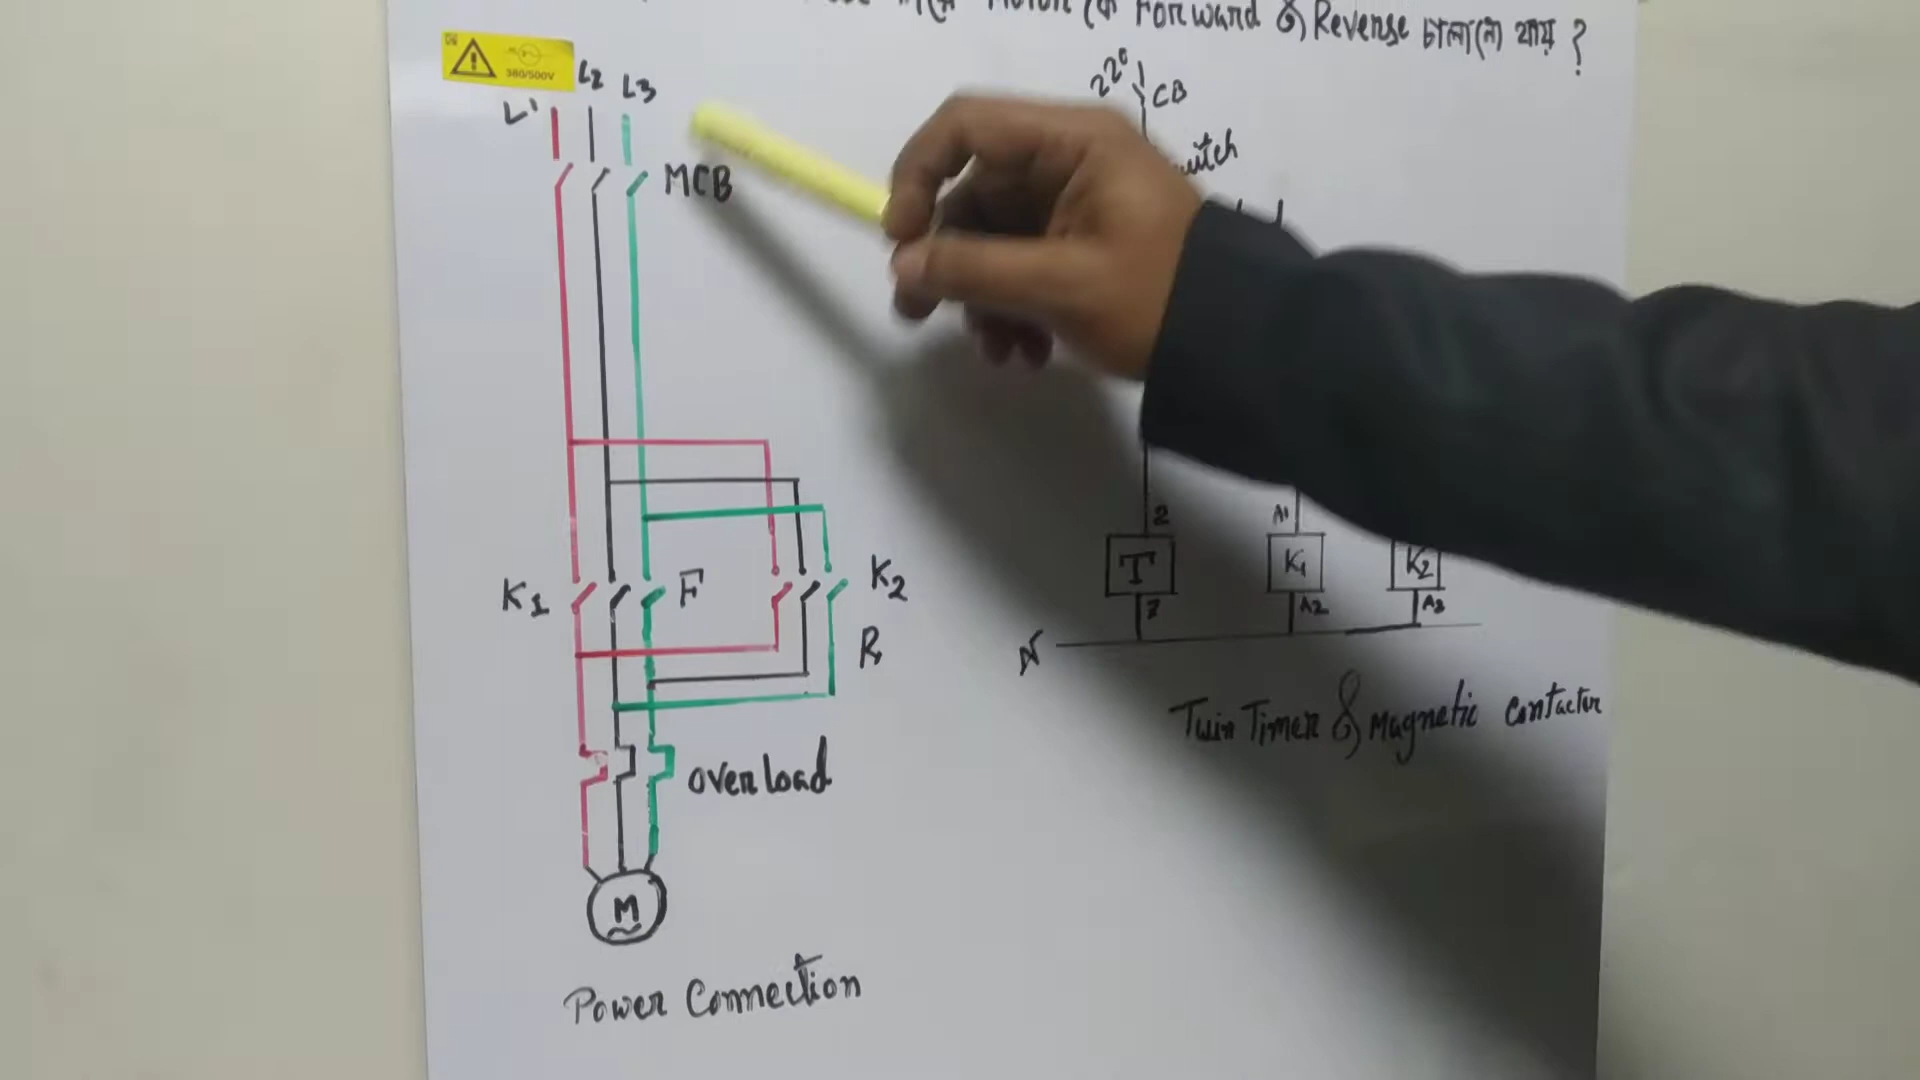 Motor কে Forward ও Reverse চালানো যায় ?
380/500V
L1
L2
L3
220
CB
MCB
2
A1
K1
F
K2
R
T
K1
K2
7
A2
A2
N
Twin Timer & Magnetic Contactor
overload
M
Power Connection